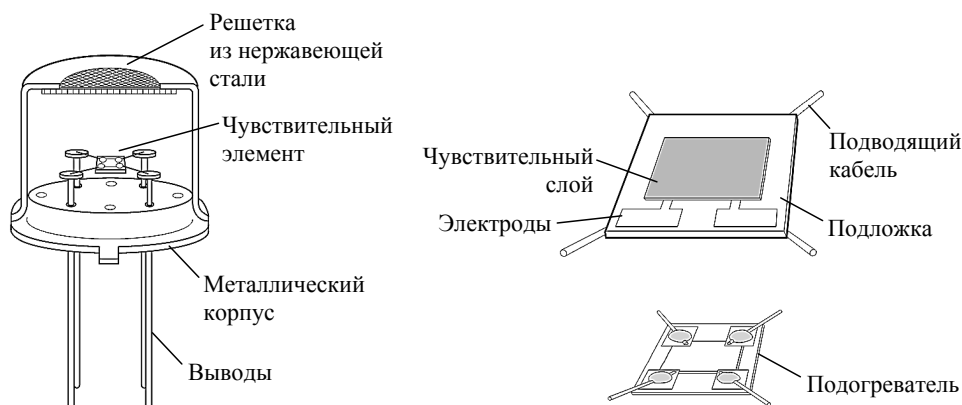 Решетка
из нержавеющей
стали
Чувствительный
элемент
Металлический
корпус
Выводы
Чувствительный
слой
Электроды
Подводящий
кабель
Подложка
Подогреватель